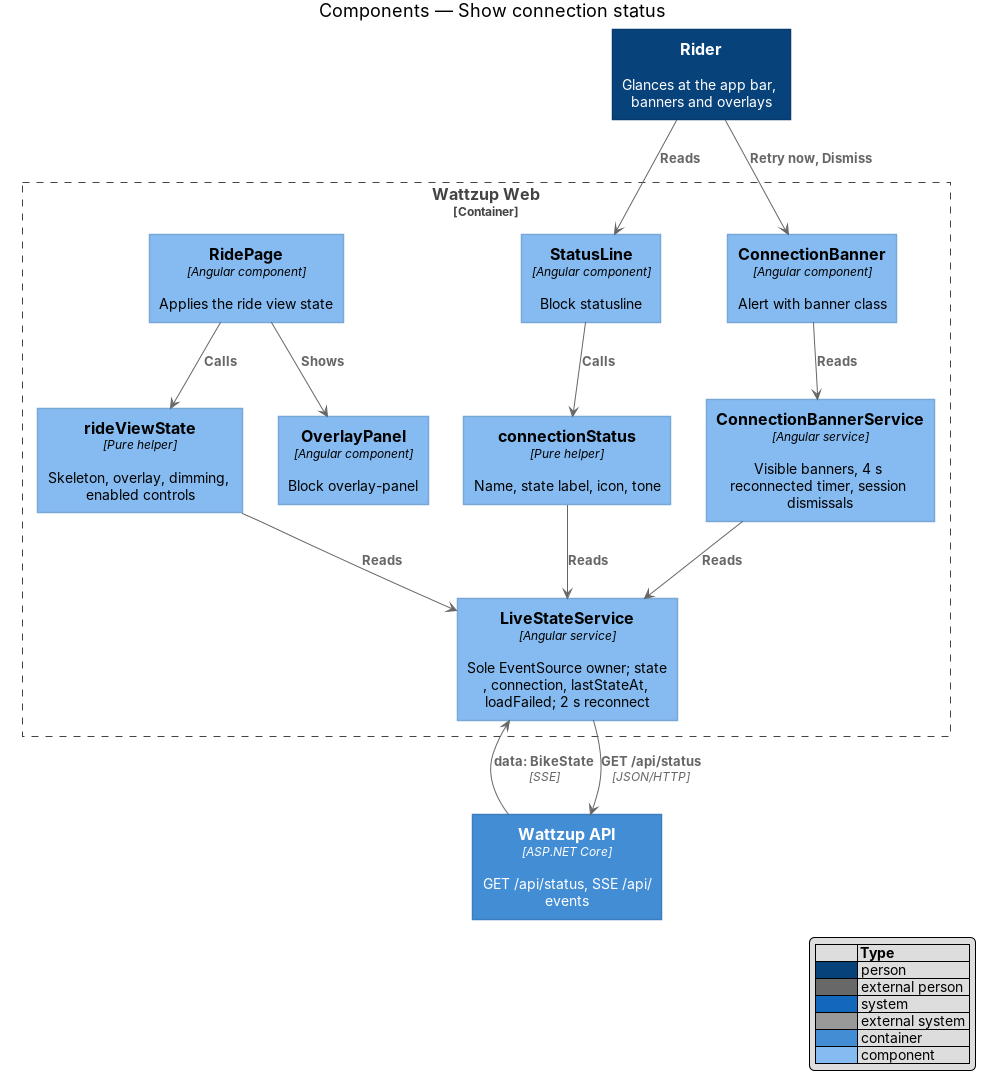 Components — Show connection status
Rider
Glances at the app bar,
banners and overlays
Reads
Retry now, Dismiss
Wattzup Web
[Container]
RidePage
[Angular component]
Applies the ride view state
StatusLine
[Angular component]
Block statusline
ConnectionBanner
[Angular component]
Alert with banner class
Calls
Shows
Calls
Reads
rideViewState
[Pure helper]
Skeleton, overlay, dimming,
enabled controls
OverlayPanel
[Angular component]
Block overlay-panel
connectionStatus
[Pure helper]
Name, state label, icon, tone
ConnectionBannerService
[Angular service]
Visible banners, 4 s
reconnected timer, session
dismissals
Reads
Reads
Reads
LiveStateService
[Angular service]
Sole EventSource owner; state
, connection, lastStateAt,
loadFailed; 2 s reconnect
data: BikeState
[SSE]
GET /api/status
[JSON/HTTP]
Wattzup API
[ASP.NET Core]
GET /api/status, SSE /api/
events
Type
person
external person
system
external system
container
component